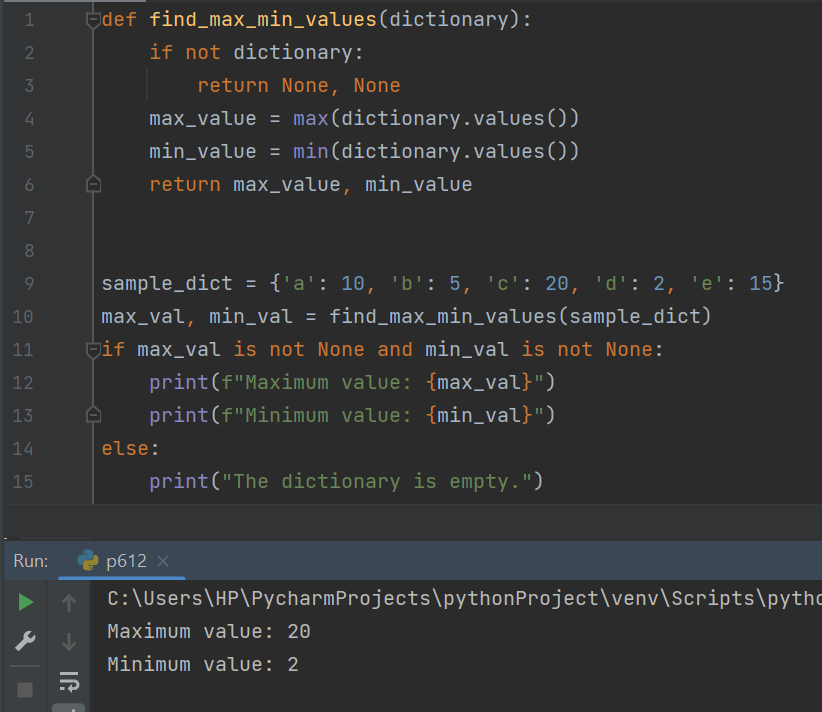 1 def find_max_min_values(dictionary):
2     if not dictionary:
3         return None, None
4     max_value = max(dictionary.values())
5     min_value = min(dictionary.values())
6     return max_value, min_value
7
8
9 sample_dict = {'a': 10, 'b': 5, 'c': 20, 'd': 2, 'e': 15}
10 max_val, min_val = find_max_min_values(sample_dict)
11 if max_val is not None and min_val is not None:
12     print(f"Maximum value: {max_val}")
13     print(f"Minimum value: {min_val}")
14 else:
15     print("The dictionary is empty.")
Run: p612
C:\Users\HP\PycharmProjects\pythonProject\venv\Scripts\pytho
Maximum value: 20
Minimum value: 2